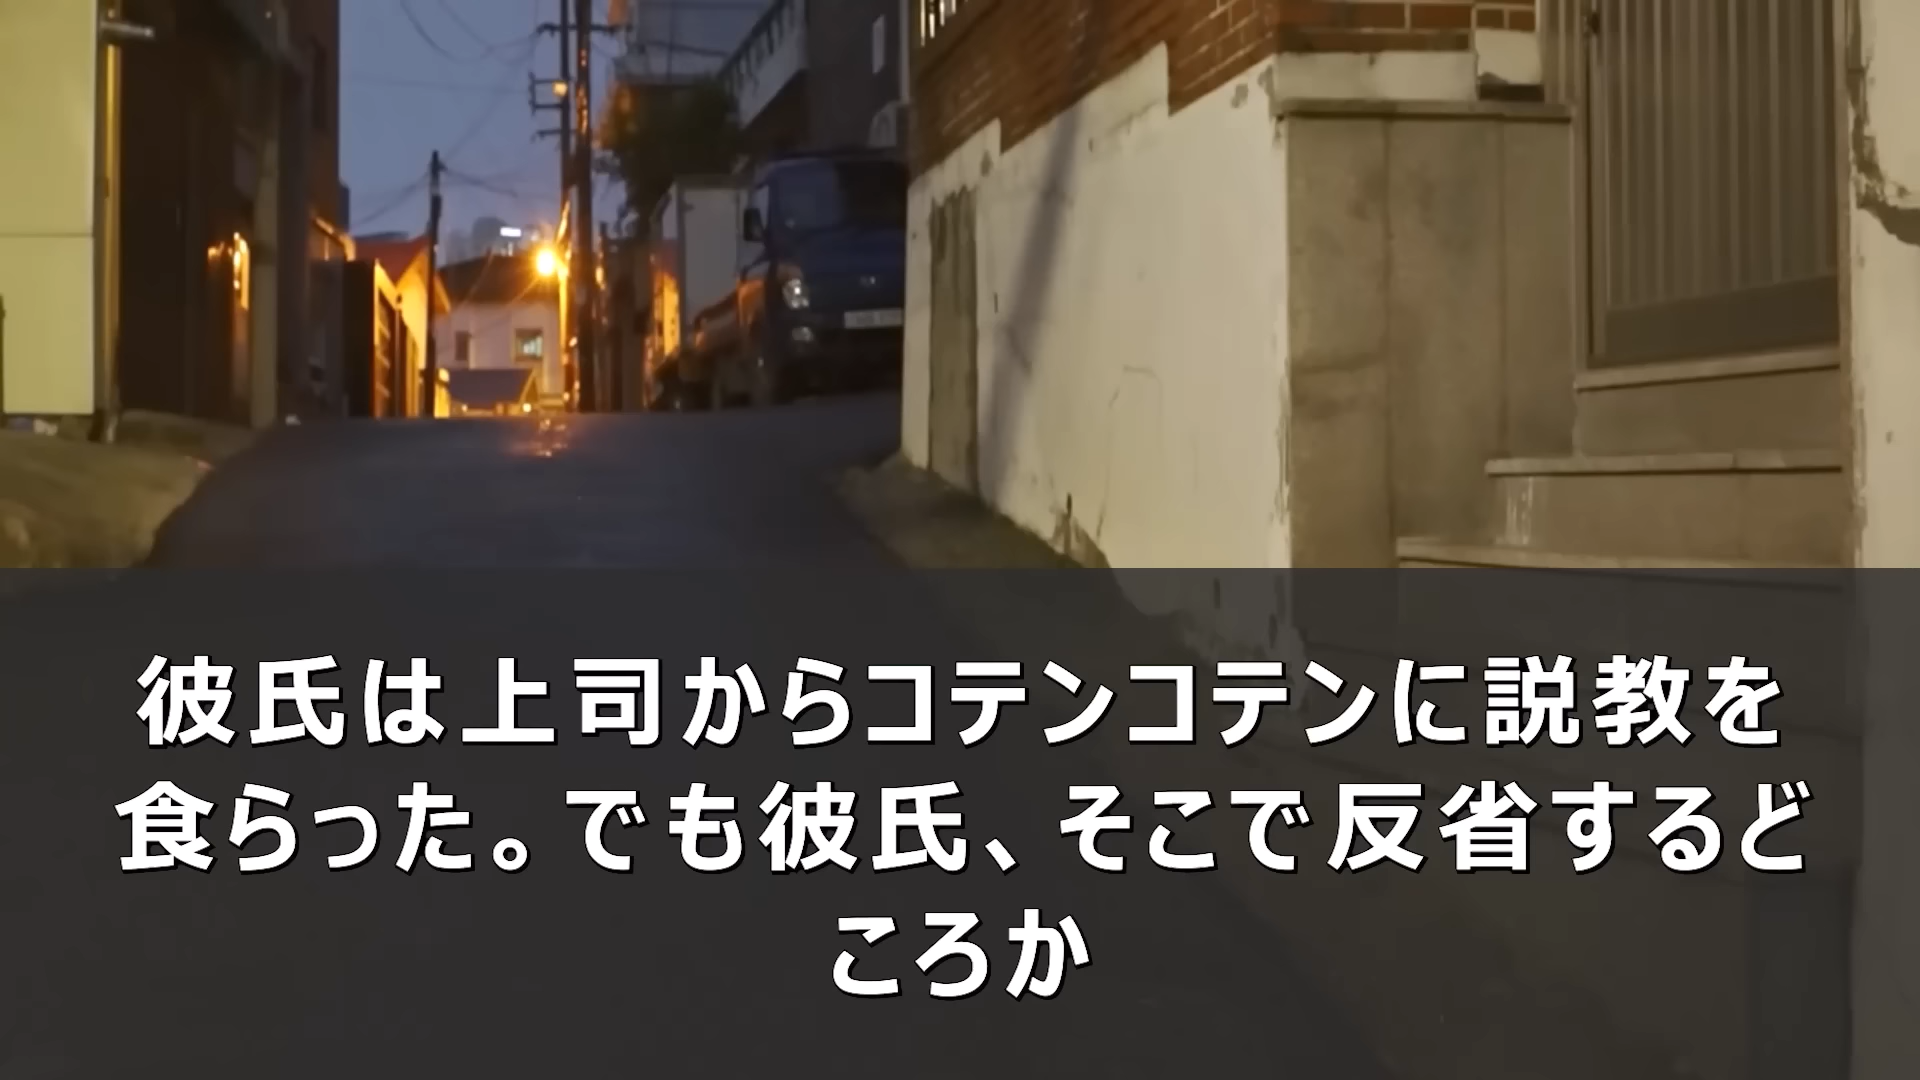 彼氏は上司からコテンコテンに説教を
食らった。でも彼氏、そこで反省するど
ころか